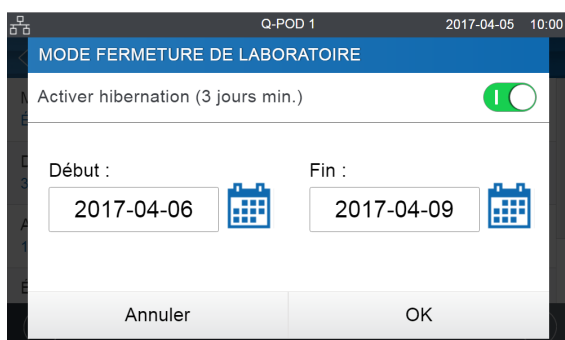 Q-POD 1 2017-04-05 10:00
MODE FERMETURE DE LABORATOIRE
Activer hibernation (3 jours min.)
Début : Fin :
2017-04-06 2017-04-09
Annuler OK